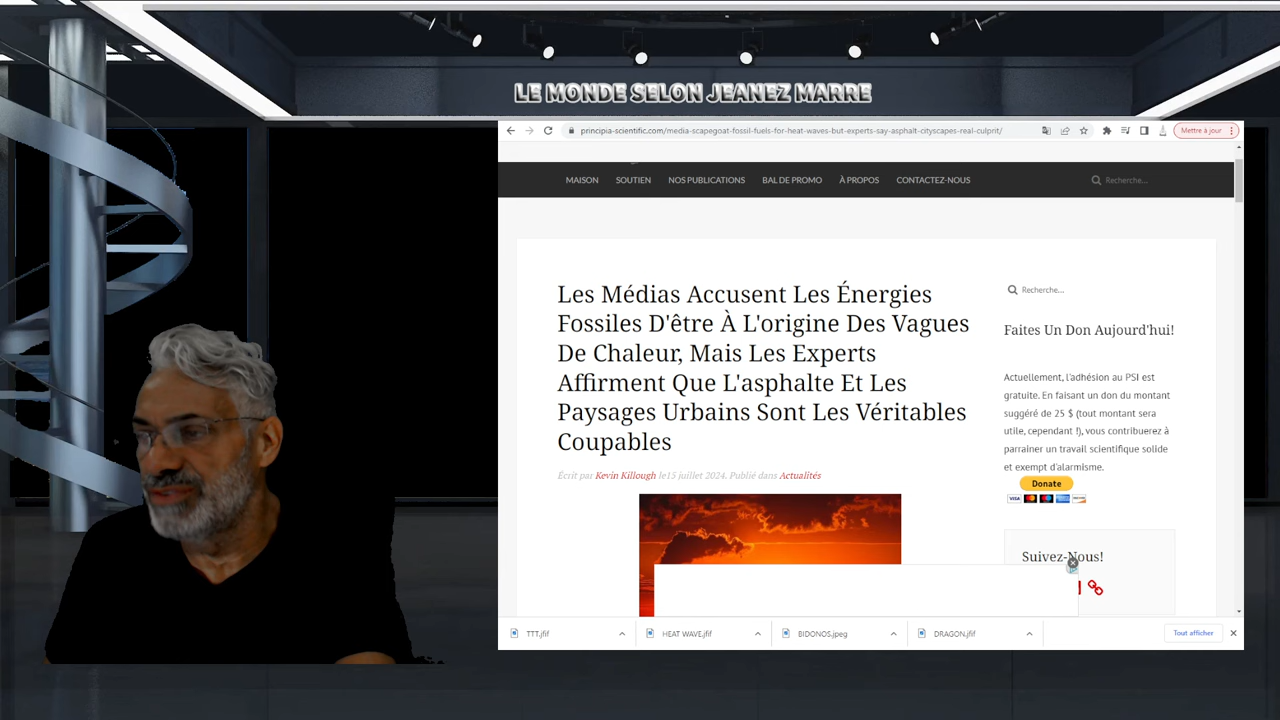 LE MONDE SELON JEANEZ MARRE
principia-scientific.com/media-scapegoat-fossil-fuels-for-heat-waves-but-experts-say-asphalt-cityscapes-real-culprit/
Mettre à jour
MAISON SOUTIEN NOS PUBLICATIONS BAL DE PROMO À PROPOS CONTACTEZ-NOUS Recherche...
Les Médias Accusent Les Énergies
Fossiles D'être À L'origine Des Vagues
De Chaleur, Mais Les Experts
Affirment Que L'asphalte Et Les
Paysages Urbains Sont Les Véritables
Coupables
Écrit par Kevin Killough le15 juillet 2024. Publié dans Actualités
Recherche...
Faites Un Don Aujourd'hui!
Actuellement, l'adhésion au PSI est
gratuite. En faisant un don du montant
suggéré de 25 $ (tout montant sera
utile, cependant !), vous contribuerez à
parrainer un travail scientifique solide
et exempt d'alarmisme.
Donate
VISA
Suivez-Nous!
TTT.jfif HEAT WAVE.jfif BIDONOS.jpeg DRAGON.jfif Tout afficher